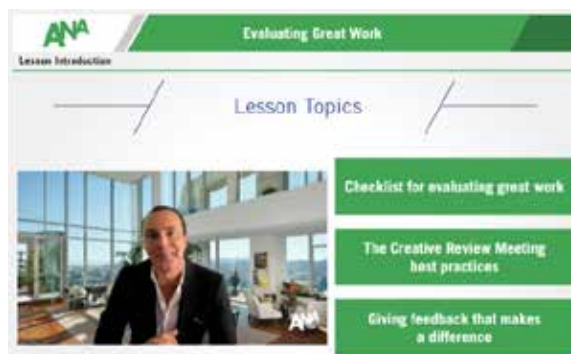 ANA
Evaluating Great Work
Lesson Introduction
Lesson Topics
Checklist for evaluating great work
The Creative Review Meeting
best practices
Giving feedback that makes
a difference
ANA